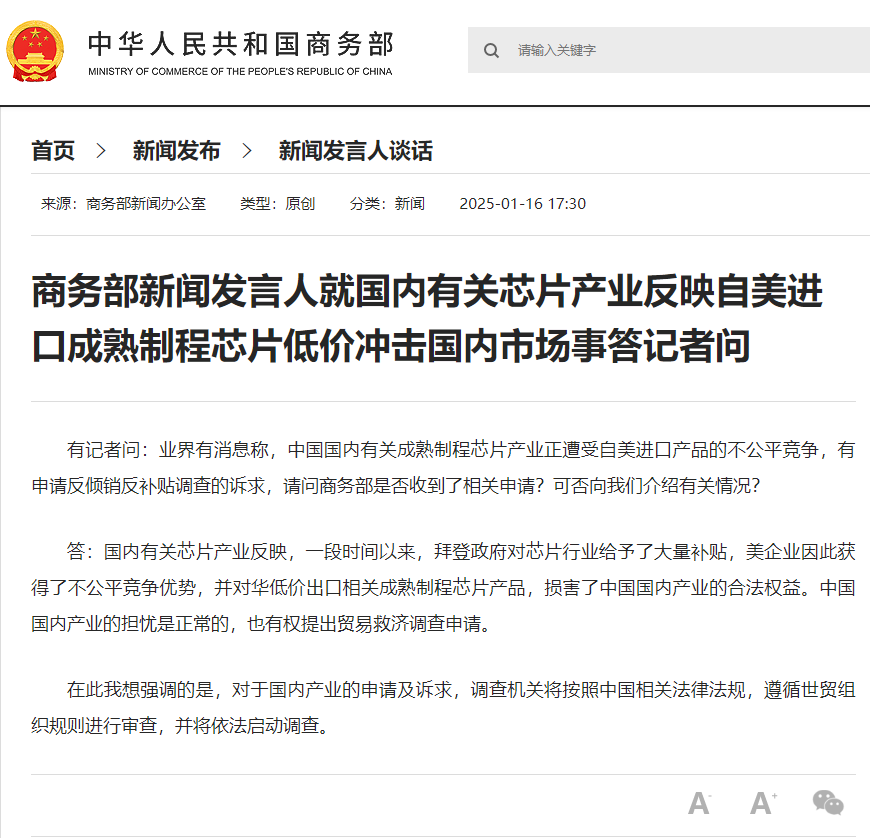 中华人民共和国商务部
MINISTRY OF COMMERCE OF THE PEOPLE'S REPUBLIC OF CHINA
请输入关键字
首页 > 新闻发布 > 新闻发言人谈话
来源：商务部新闻办公室 类型：原创 分类：新闻 2025-01-16 17:30
商务部新闻发言人就国内有关芯片产业反映自美进
口成熟制程芯片低价冲击国内市场事答记者问
有记者问：业界有消息称，中国国内有关成熟制程芯片产业正遭受自美进口产品的不公平竞争，有
申请反倾销反补贴调查的诉求，请问商务部是否收到了相关申请？可否向我们介绍有关情况？
答：国内有关芯片产业反映，一段时间以来，拜登政府对芯片行业给予了大量补贴，美企业因此获
得了不公平竞争优势，并对华低价出口相关成熟制程芯片产品，损害了中国国内产业的合法权益。中国
国内产业的担忧是正常的，也有权提出贸易救济调查申请。
在此我想强调的是，对于国内产业的申请及诉求，调查机关将按照中国相关法律法规，遵循世贸组
织规则进行审查，并将依法启动调查。
A- A+